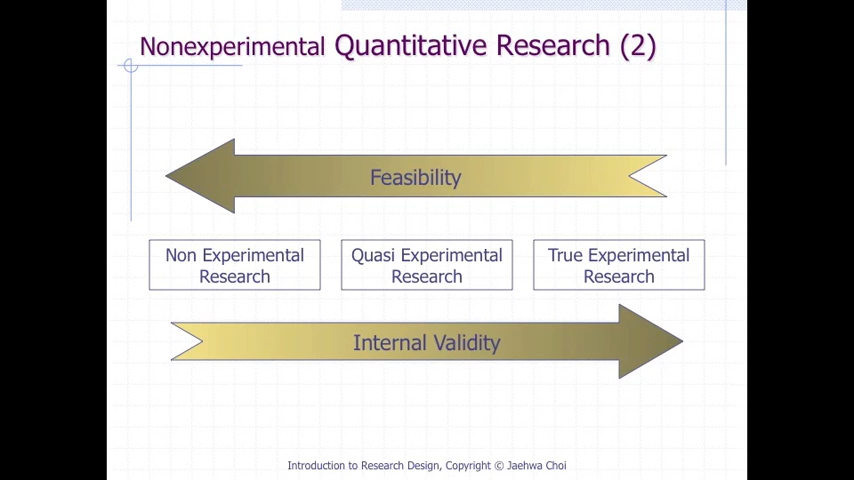 Nonexperimental Quantitative Research (2)
Feasibility
Non Experimental
Research
Quasi Experimental
Research
True Experimental
Research
Internal Validity
Introduction to Research Design, Copyright © Jaehwa Choi